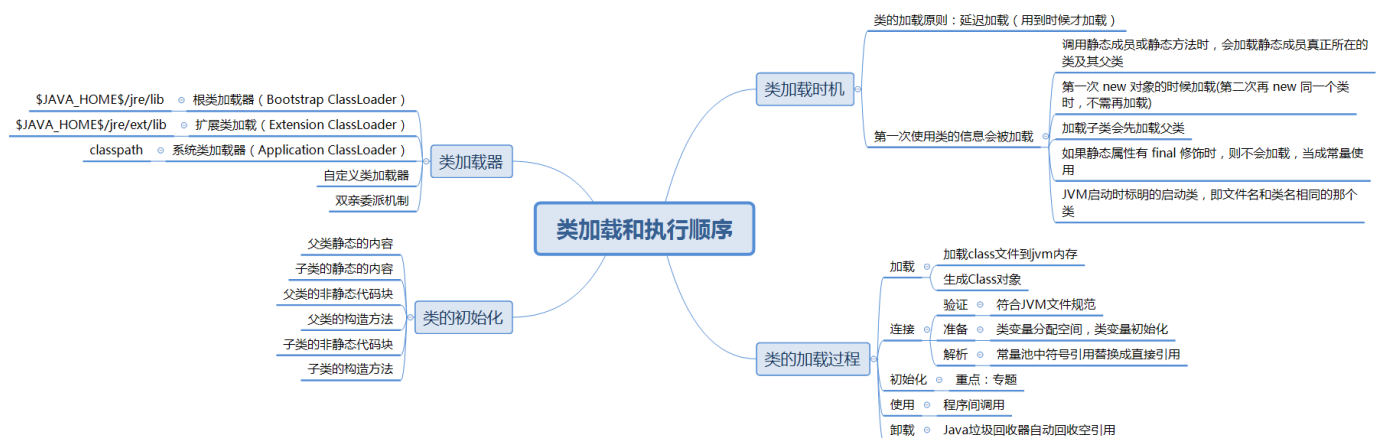 类加载和执行顺序
类加载时机
类的加载原则：延迟加载（用到时候才加载）
第一次使用类的信息会被加载
调用静态成员或静态方法时，会加载静态成员真正所在的
类及其父类
第一次 new 对象的时候加载(第二次再 new 同一个类
时，不需再加载)
加载子类会先加载父类
如果静态属性有 final 修饰时，则不会加载，当成常量使
用
JVM启动时标明的启动类，即文件名和类名相同的那个
类
类的加载过程
加载
加载class文件到jvm内存
生成Class对象
连接
验证
符合JVM文件规范
准备
类变量分配空间，类变量初始化
解析
常量池中符号引用替换成直接引用
初始化
重点：专题
使用
程序间调用
卸载
Java垃圾回收器自动回收空引用
类加载器
根类加载器（Bootstrap ClassLoader）
$JAVA_HOME$/jre/lib
扩展类加载（Extension ClassLoader）
$JAVA_HOME$/jre/ext/lib
系统类加载器（Application ClassLoader）
classpath
自定义类加载器
双亲委派机制
类的初始化
父类静态的内容
子类的静态的内容
父类的非静态代码块
父类的构造方法
子类的非静态代码块
子类的构造方法